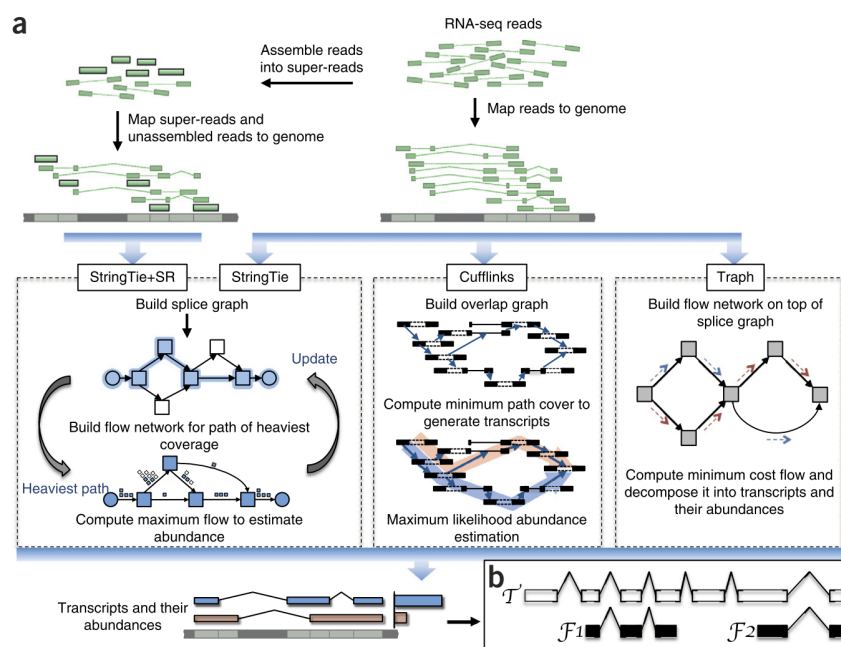 a
RNA-seq reads
Assemble reads
into super-reads
Map super-reads and
unassembled reads to genome
Map reads to genome
StringTie+SR
StringTie
Cufflinks
Traph
Build splice graph
Update
Build flow network for path of heaviest
coverage
Heaviest path
Compute maximum flow to estimate
abundance
Build overlap graph
Compute minimum path cover to
generate transcripts
Maximum likelihood abundance
estimation
Build flow network on top of
splice graph
Compute minimum cost flow and
decompose it into transcripts and
their abundances
Transcripts and their
abundances
b
T
F1
F2